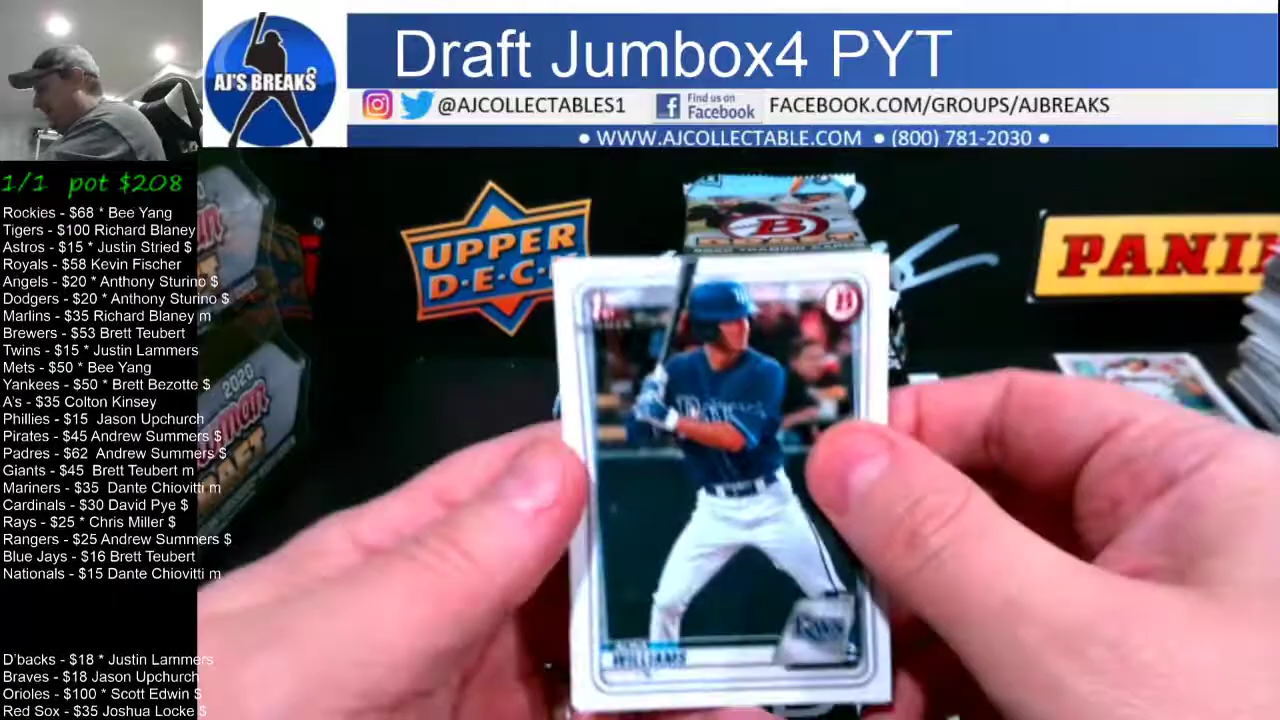 Draft Jumbox4 PYT
AJ'S BREAKS
@AJCOLLECTABLES1
Find us on
Facebook
FACEBOOK.COM/GROUPS/AJBREAKS
● WWW.AJCOLLECTABLE.COM ● (800) 781-2030 ●
1/1 pot $208
Rockies - $68 * Bee Yang
Tigers - $100 Richard Blaney
Astros - $15 * Justin Stried $
Royals - $58 Kevin Fischer
Angels - $20 * Anthony Sturino $
Dodgers - $20 * Anthony Sturino $
Marlins - $35 Richard Blaney m
Brewers - $53 Brett Teubert
Twins - $15 * Justin Lammers
Mets - $50 * Bee Yang
Yankees - $50 * Brett Bezotte $
A's - $35 Colton Kinsey
Phillies - $15 Jason Upchurch
Pirates - $45 Andrew Summers $
Padres - $62 Andrew Summers $
Giants - $45 Brett Teubert m
Mariners - $35 Dante Chiovitti m
Cardinals - $30 David Pye $
Rays - $25 * Chris Miller $
Rangers - $25 Andrew Summers $
Blue Jays - $16 Brett Teubert
Nationals - $15 Dante Chiovitti m
D'backs - $18 * Justin Lammers
Braves - $18 Jason Upchurch
Orioles - $100 * Scott Edwin $
Red Sox - $35 Joshua Locke $
UPPER
D·E·C·K
PANINI
B
DRAFT
2020
1st
B
Rays
WILLIAMS
Rays